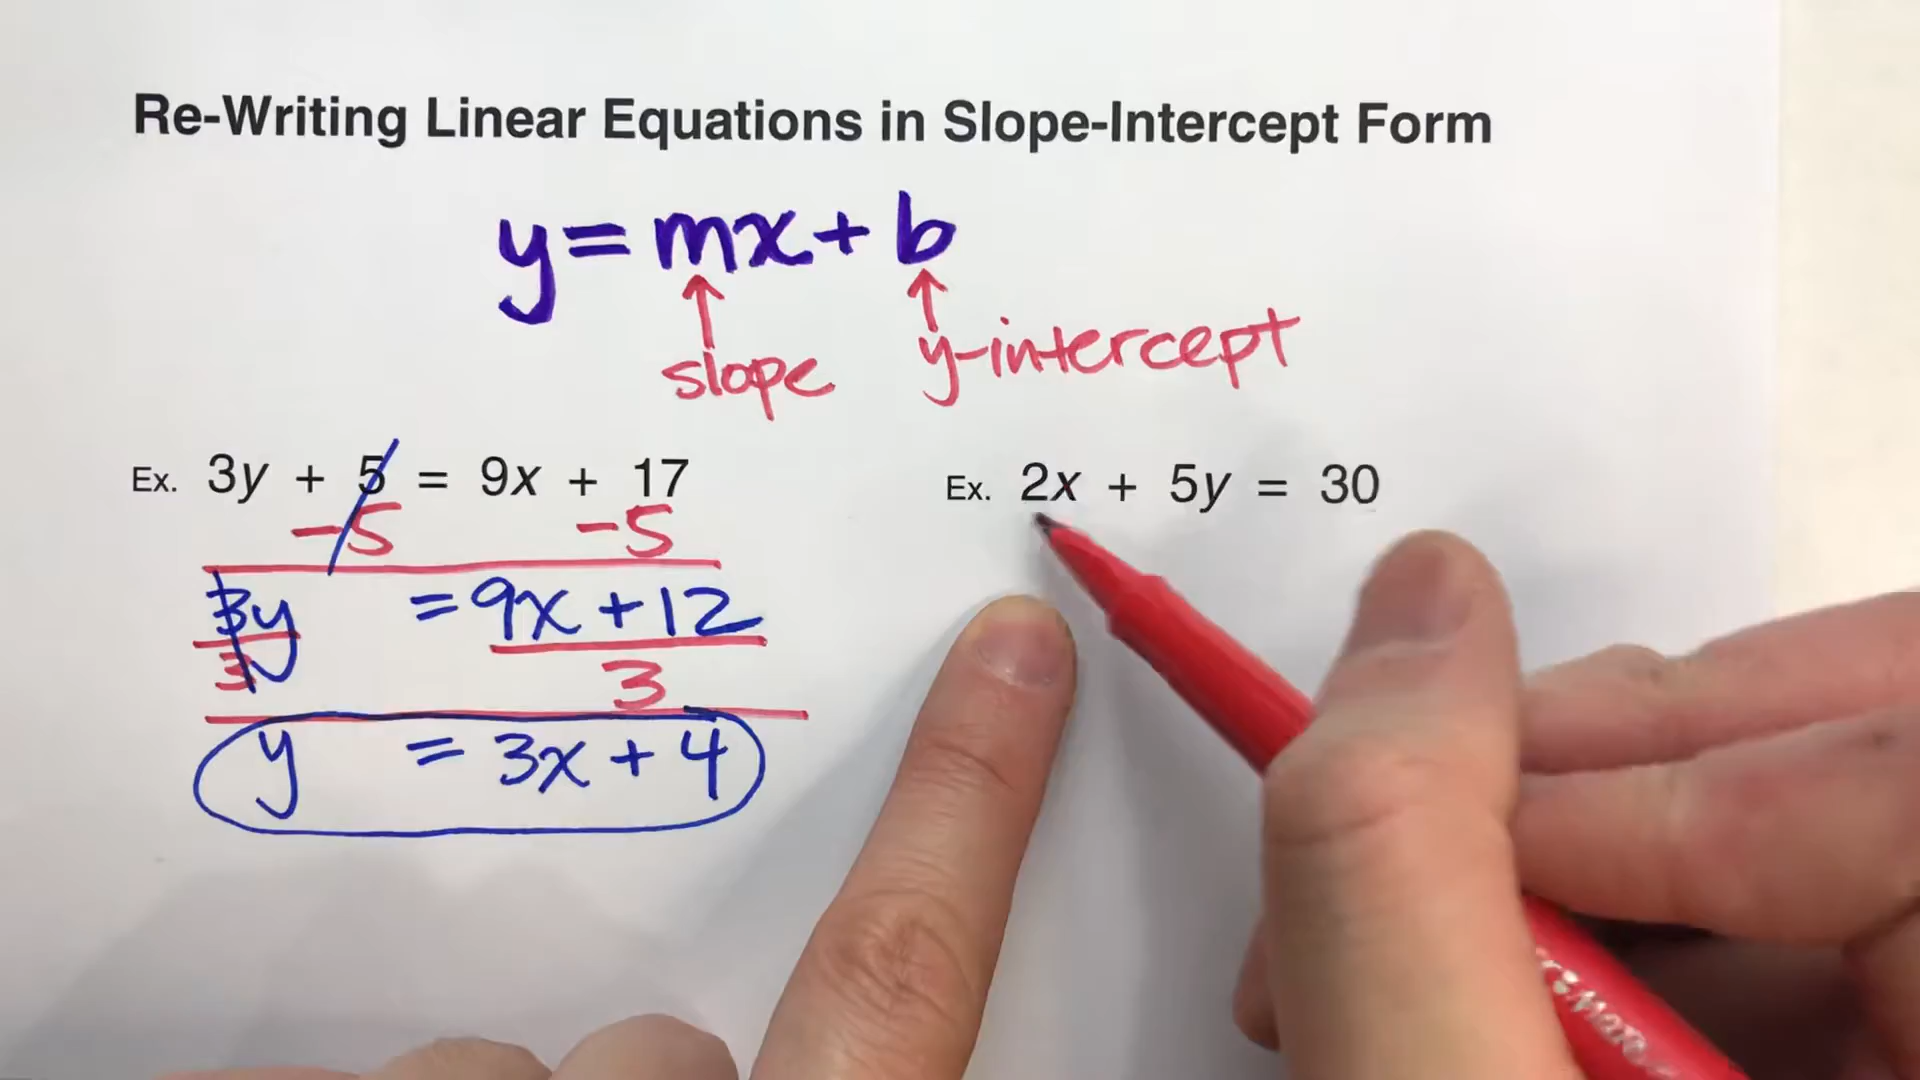 Re-Writing Linear Equations in Slope-Intercept Form
y = mx + b
slope
y-intercept
Ex. 3y + 5 = 9x + 17
-5 -5
3y = 9x + 12
3 3
y = 3x + 4
Ex. 2x + 5y = 30